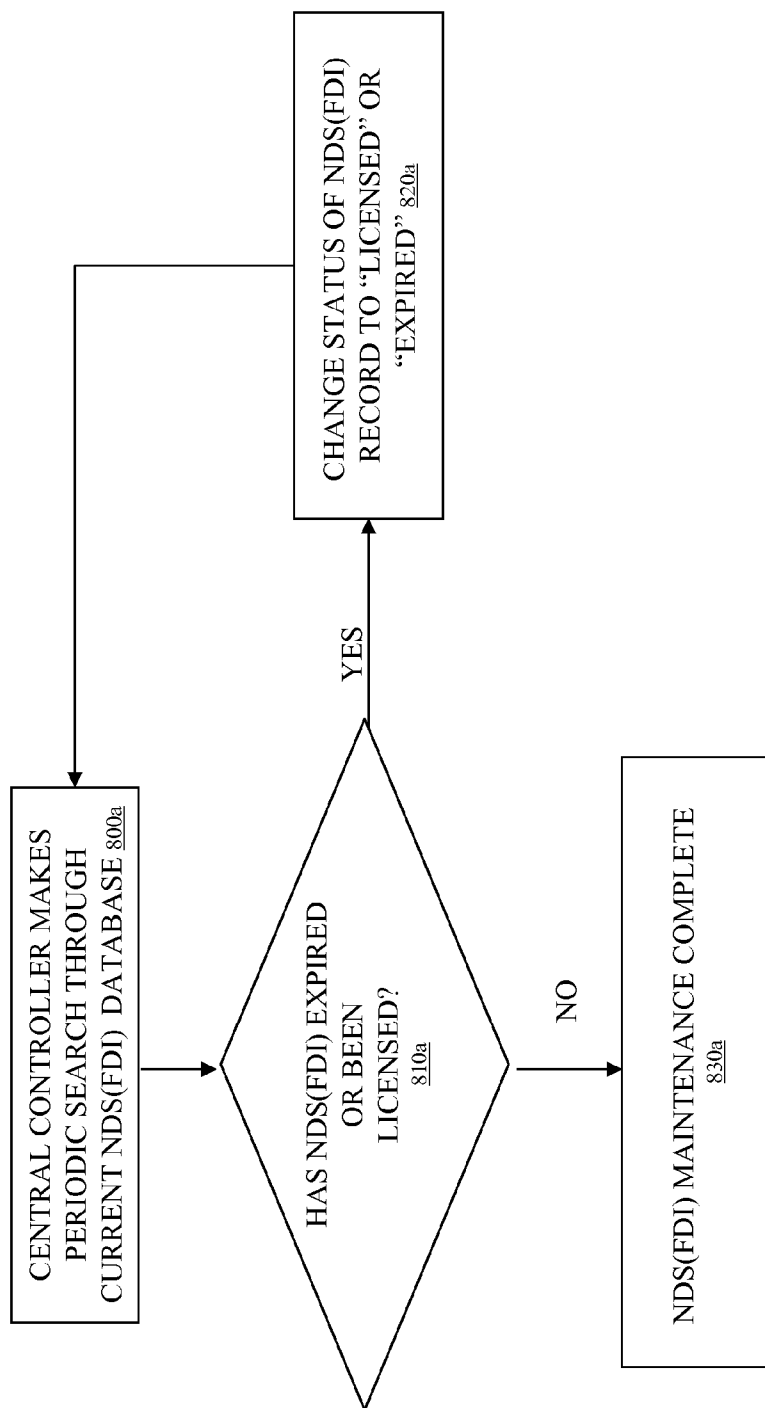 CENTRAL CONTROLLER MAKES
PERIODIC SEARCH THROUGH
CURRENT NDS(FDI) DATABASE 800a
HAS NDS(FDI) EXPIRED
OR BEEN
LICENSED?
810a
YES
CHANGE STATUS OF NDS(FDI)
RECORD TO “LICENSED” OR
“EXPIRED” 820a
NO
NDS(FDI) MAINTENANCE COMPLETE
830a